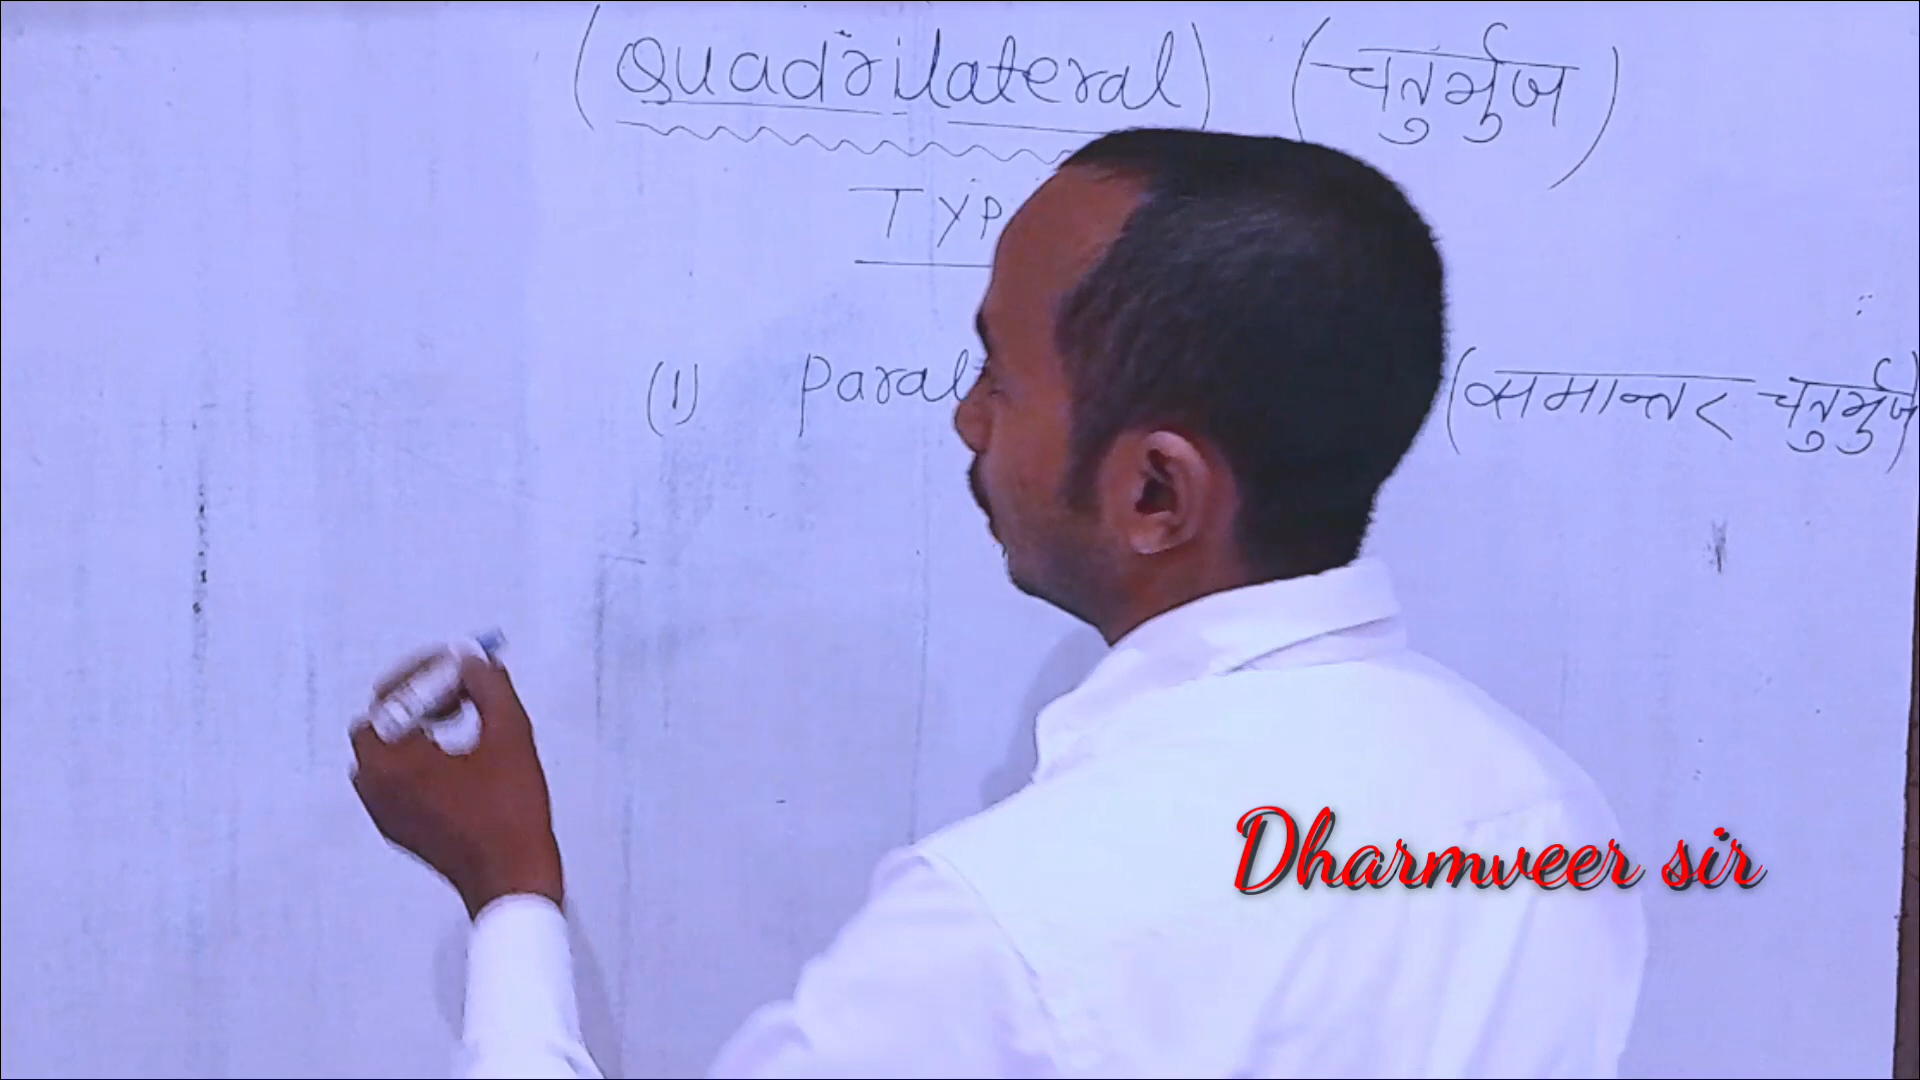 (Quadrilateral) (चतुर्भुज)
TYP
(1) Paral (समान्तर चतुर्भुज)
Dharmveer sir